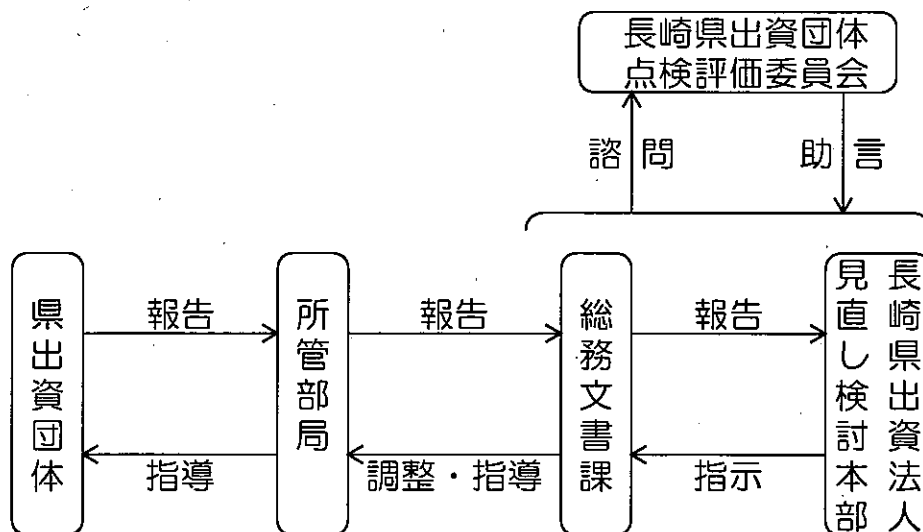 長崎県出資団体
点検評価委員会
諮問
助言
県出資団体
報告
指導
所管部局
報告
調整・指導
総務文書課
報告
指示
長崎県出資法人
見直し検討本部